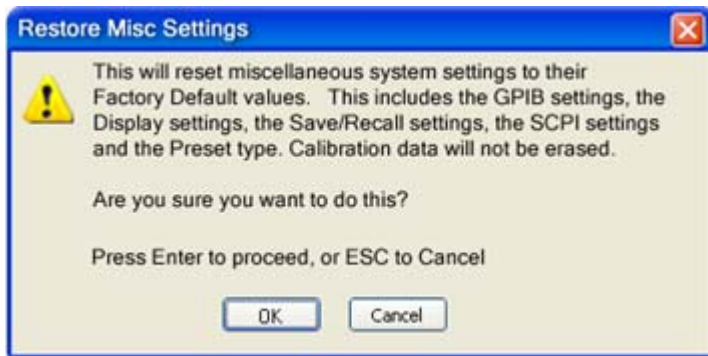 Restore Misc Settings
This will reset miscellaneous system settings to their
Factory Default values. This includes the GPIB settings, the
Display settings, the Save/Recall settings, the SCPI settings
and the Preset type. Calibration data will not be erased.
Are you sure you want to do this?
Press Enter to proceed, or ESC to Cancel
OK
Cancel